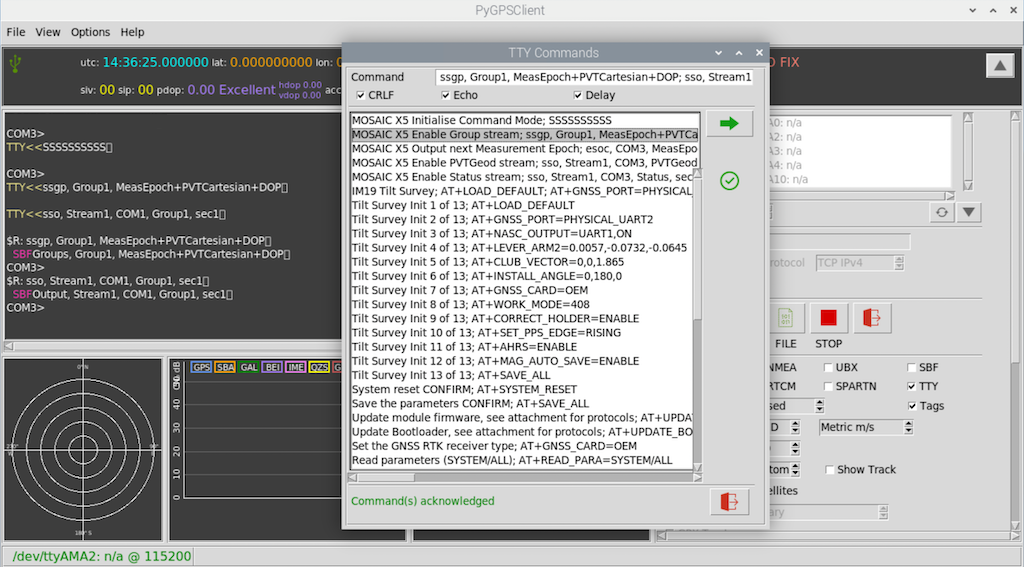 PyGPSClient
File View Options Help
utc: 14:36:25.000000 lat: 0.000000000 lon:
FIX
siv: 00 sip: 00 pdop: 0.00 Excellent hdop 0.00 vdop 0.00 acc
TTY Commands
Command ssgp, Group1, MeasEpoch+PVTCartesian+DOP; sso, Stream1
CRLF Echo Delay
MOSAIC X5 Initialise Command Mode; SSSSSSSSSS
MOSAIC X5 Enable Group stream; ssgp, Group1, MeasEpoch+PVTCa
MOSAIC X5 Output next Measurement Epoch; esoc, COM3, MeasEpo
MOSAIC X5 Enable PVTGeod stream; sso, Stream1, COM3, PVTGeod
MOSAIC X5 Enable Status stream; sso, Stream1, COM3, Status, sec
IM19 Tilt Survey; AT+LOAD_DEFAULT; AT+GNSS_PORT=PHYSICAL_
Tilt Survey Init 1 of 13; AT+LOAD_DEFAULT
Tilt Survey Init 2 of 13; AT+GNSS_PORT=PHYSICAL_UART2
Tilt Survey Init 3 of 13; AT+NASC_OUTPUT=UART1,ON
Tilt Survey Init 4 of 13; AT+LEVER_ARM2=0.0057,-0.0732,-0.0645
Tilt Survey Init 5 of 13; AT+CLUB_VECTOR=0,0,1.865
Tilt Survey Init 6 of 13; AT+INSTALL_ANGLE=0,180,0
Tilt Survey Init 7 of 13; AT+GNSS_CARD=OEM
Tilt Survey Init 8 of 13; AT+WORK_MODE=408
Tilt Survey Init 9 of 13; AT+CORRECT_HOLDER=ENABLE
Tilt Survey Init 10 of 13; AT+SET_PPS_EDGE=RISING
Tilt Survey Init 11 of 13; AT+AHRS=ENABLE
Tilt Survey Init 12 of 13; AT+MAG_AUTO_SAVE=ENABLE
Tilt Survey Init 13 of 13; AT+SAVE_ALL
System reset CONFIRM; AT+SYSTEM_RESET
Save the parameters CONFIRM; AT+SAVE_ALL
Update module firmware, see attachment for protocols; AT+UPDA
Update Bootloader, see attachment for protocols; AT+UPDATE_BO
Set the GNSS RTK receiver type; AT+GNSS_CARD=OEM
Read parameters (SYSTEM/ALL); AT+READ_PARA=SYSTEM/ALL
Command(s) acknowledged
COM3>
TTY<<SSSSSSSSSS
COM3>
TTY<<ssgp, Group1, MeasEpoch+PVTCartesian+DOP
TTY<<sso, Stream1, COM1, Group1, sec1
$R: ssgp, Group1, MeasEpoch+PVTCartesian+DOP
SBFGroups, Group1, MeasEpoch+PVTCartesian+DOP
COM3>
$R: sso, Stream1, COM1, Group1, sec1
SBFOutput, Stream1, COM1, Group1, sec1
COM3>
A0: n/a
n/a
n/a
A4: n/a
A10: n/a
rotocol TCP IPv4
FILE STOP
NMEA UBX SBF
RTCM SPARTN TTY
sed Tags
D Metric m/s
tom Show Track
ellites
ary
0°N
90°
180° S
dB
40
30
20
10
0
GPS SBA GAL BEI IME QZS G
/dev/ttyAMA2: n/a @ 115200